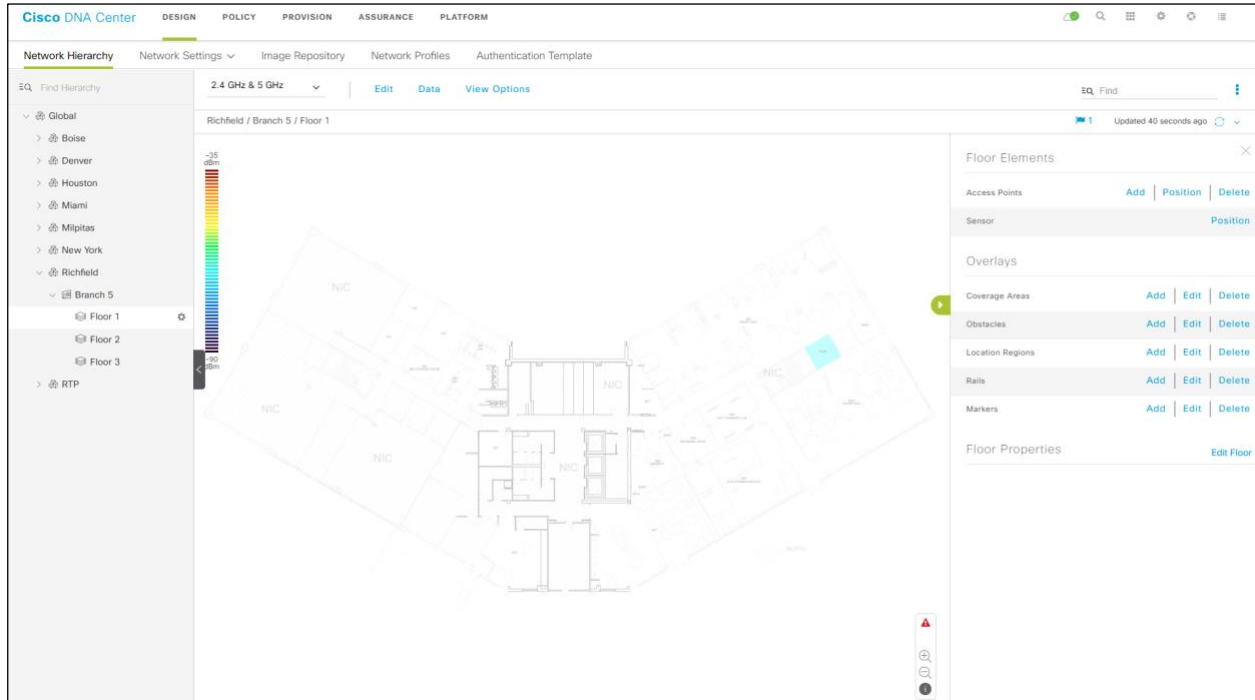 Cisco DNA Center DESIGN POLICY PROVISION ASSURANCE PLATFORM
Network Hierarchy Network Settings Image Repository Network Profiles Authentication Template
Find Hierarchy
2.4 GHz & 5 GHz Edit Data View Options
Find
Global
Richfield / Branch 5 / Floor 1
1 Updated 40 seconds ago
Boise
Denver
Houston
Miami
Milpitas
New York
Richfield
Branch 5
Floor 1
Floor 2
Floor 3
RTP
-35
dBm
-90
dBm
NIC
NIC
NIC
NIC
NIC
NIC
Floor Elements
Access Points Add Position Delete
Sensor Position
Overlays
Coverage Areas Add Edit Delete
Obstacles Add Edit Delete
Location Regions Add Edit Delete
Rails Add Edit Delete
Markers Add Edit Delete
Floor Properties Edit Floor